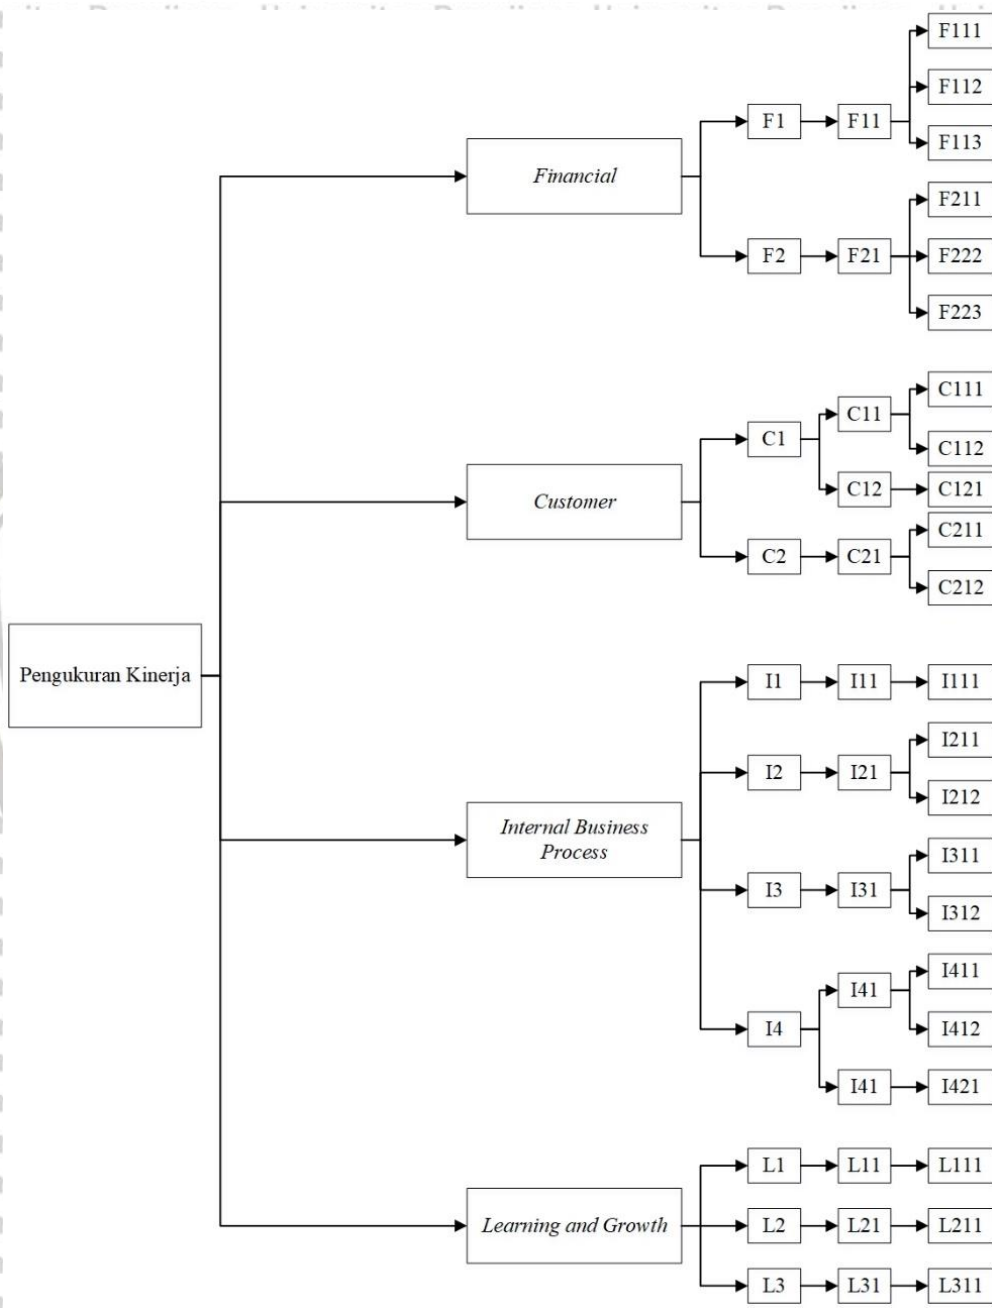 F111
F112
F1
F11
F113
Financial
F211
F2
F21
F222
F223
C111
C11
C1
C112
C12
C121
Customer
C211
C2
C21
C212
Pengukuran Kinerja
I1
I11
I111
I211
I2
I21
I212
Internal Business
Process
I311
I3
I31
I312
I411
I41
I4
I412
I41
I421
L1
L11
L111
Learning and Growth
L2
L21
L211
L3
L31
L311